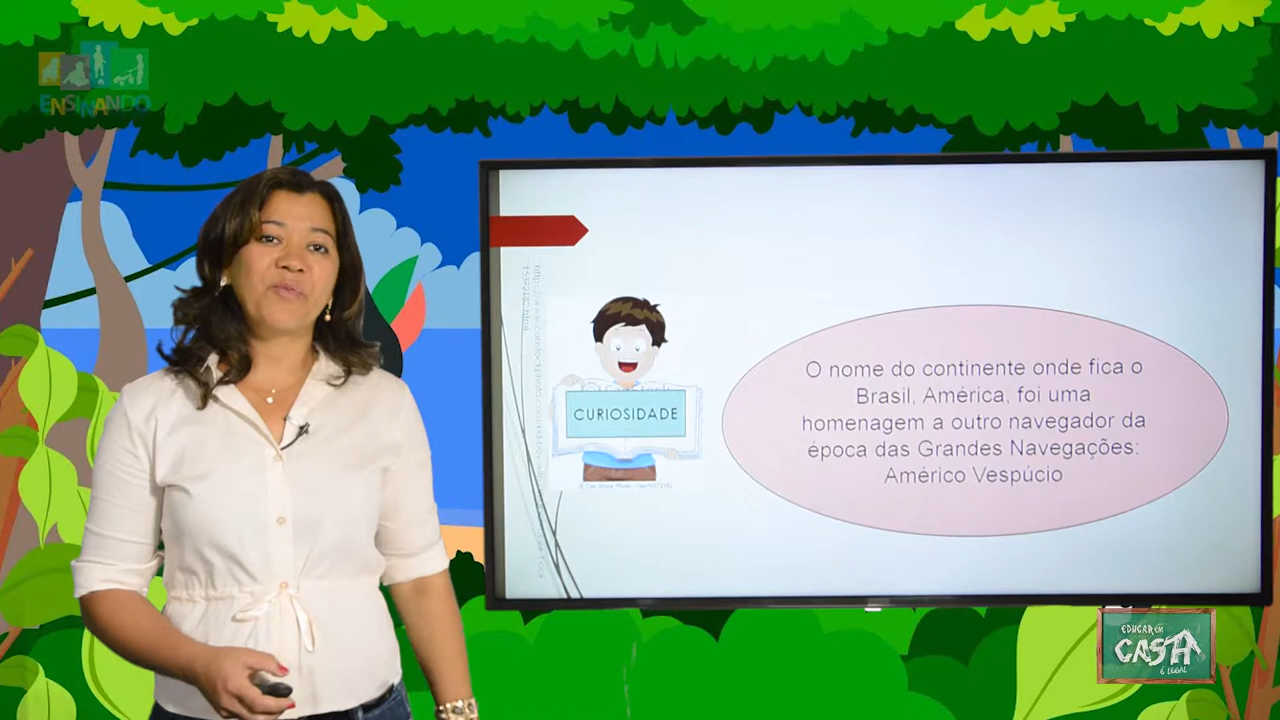 ENSINANDO
CURIOSIDADE
O nome do continente onde fica o
Brasil, América, foi uma
homenagem a outro navegador da
época das Grandes Navegações:
Américo Vespúcio
EDUCAR EM
CASA
É LEGAL